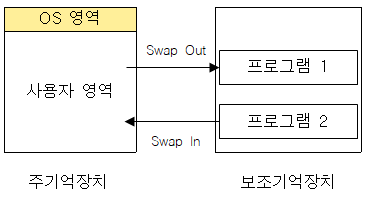 OS 영역
사용자 영역
Swap Out
Swap In
프로그램 1
프로그램 2
주기억장치
보조기억장치